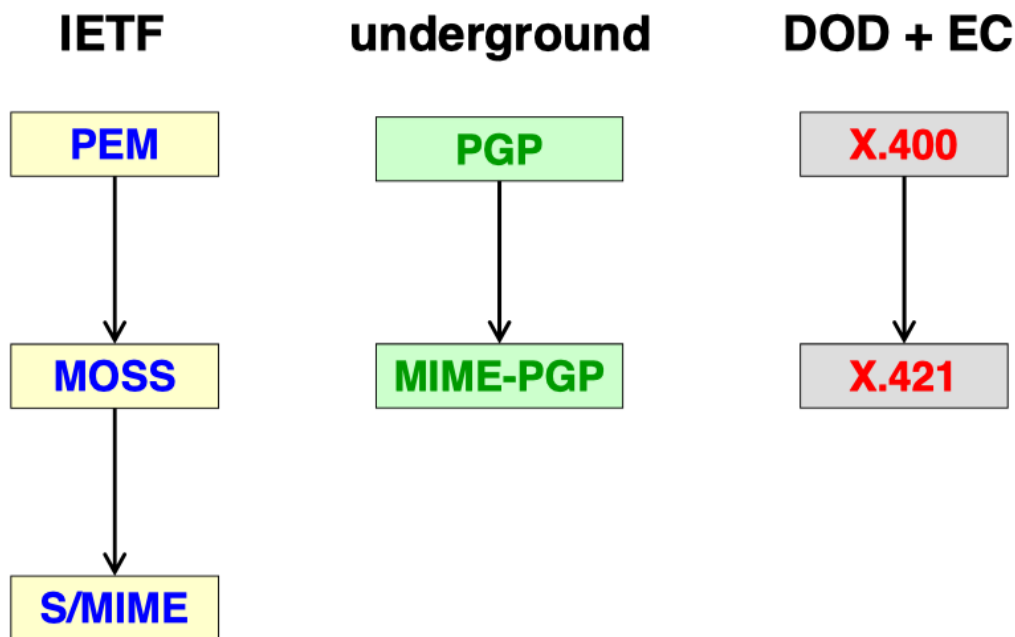 IETF
underground
DOD + EC
PEM
PGP
X.400
MOSS
MIME-PGP
X.421
S/MIME